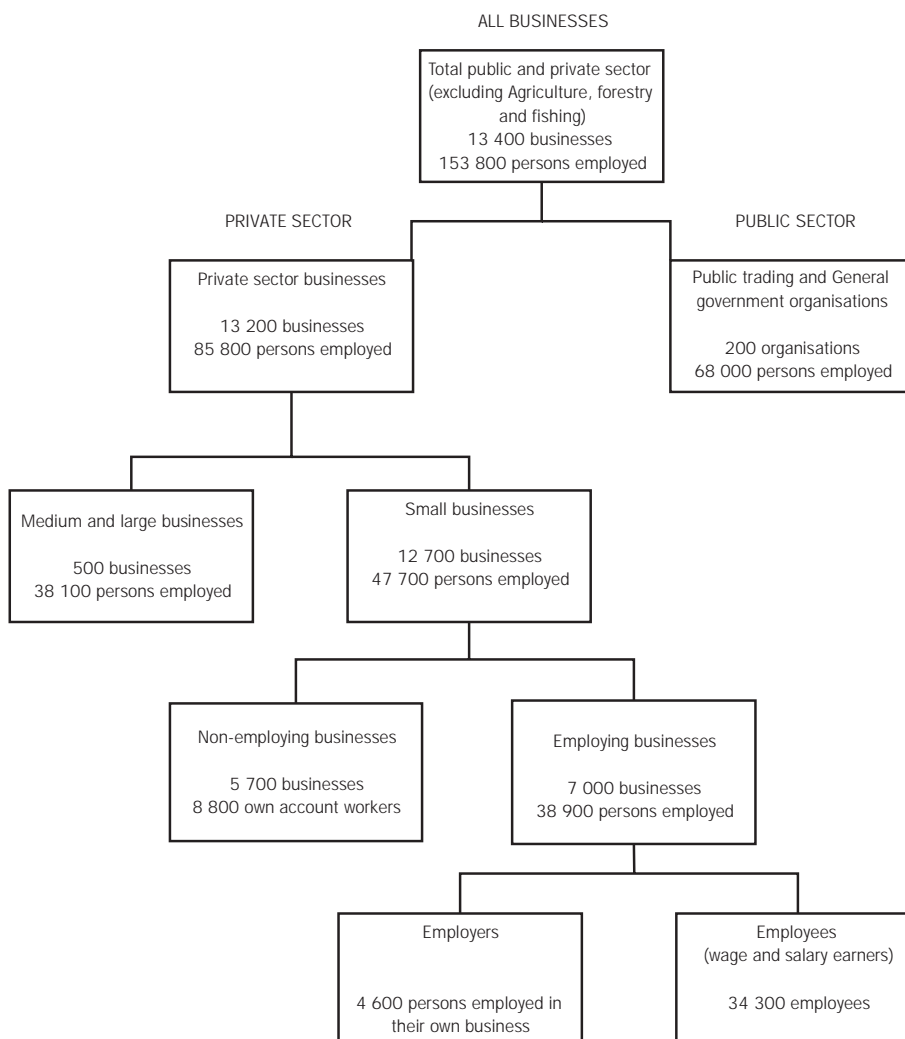 ALL BUSINESSES
Total public and private sector
(excluding Agriculture, forestry
and fishing)
13 400 businesses
153 800 persons employed
PRIVATE SECTOR
PUBLIC SECTOR
Private sector businesses
13 200 businesses
85 800 persons employed
Public trading and General
government organisations
200 organisations
68 000 persons employed
Medium and large businesses
500 businesses
38 100 persons employed
Small businesses
12 700 businesses
47 700 persons employed
Non-employing businesses
5 700 businesses
8 800 own account workers
Employing businesses
7 000 businesses
38 900 persons employed
Employers
4 600 persons employed in
their own business
Employees
(wage and salary earners)
34 300 employees